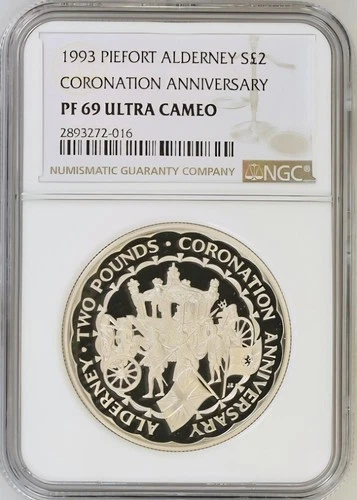 1993 PIEFORT ALDERNEY S£2
CORONATION ANNIVERSARY
PF 69 ULTRA CAMEO
2893272-016
NUMISMATIC GUARANTY COMPANY
NGC
ALDERNEY · TWO POUNDS · CORONATION ANNIVERSARY